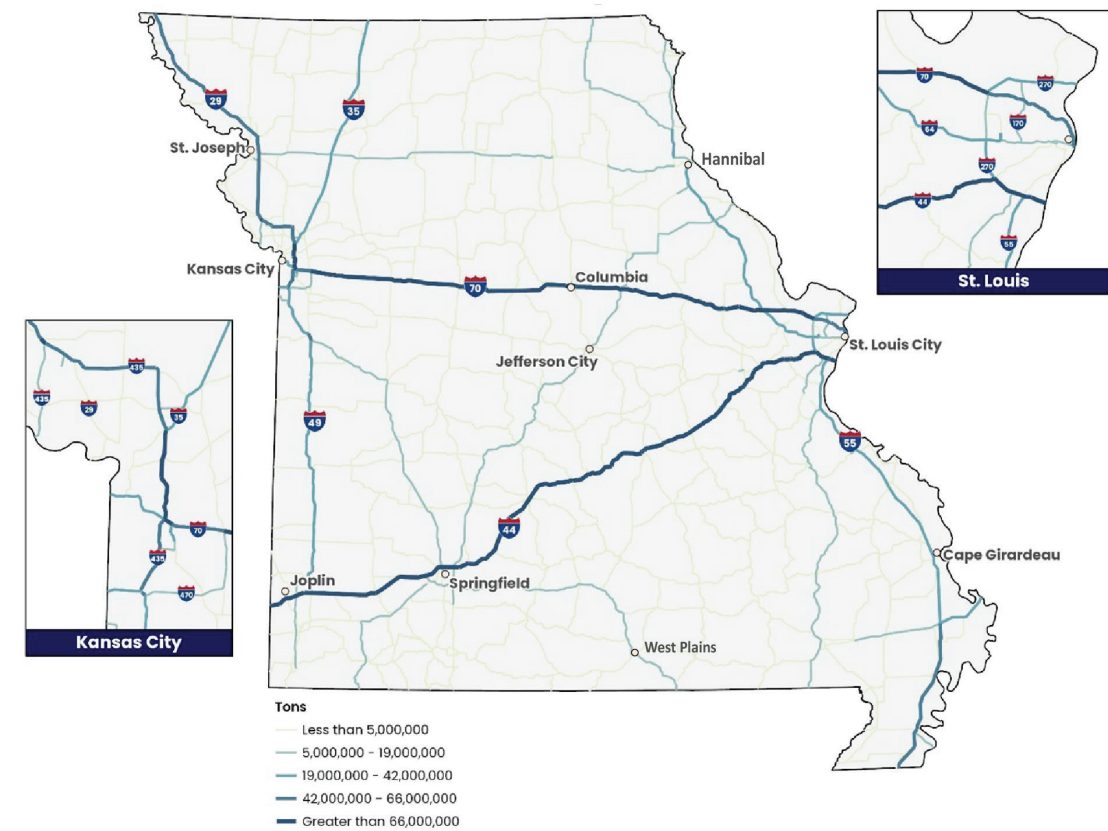 29
35
St. Joseph
Hannibal
Kansas City
70
Columbia
Jefferson City
St. Louis City
49
55
44
Joplin
Springfield
Cape Girardeau
West Plains
70
270
64
170
270
44
55
St. Louis
435
435
29
35
70
435
470
Kansas City
Tons
Less than 5,000,000
5,000,000 - 19,000,000
19,000,000 - 42,000,000
42,000,000 - 66,000,000
Greater than 66,000,000